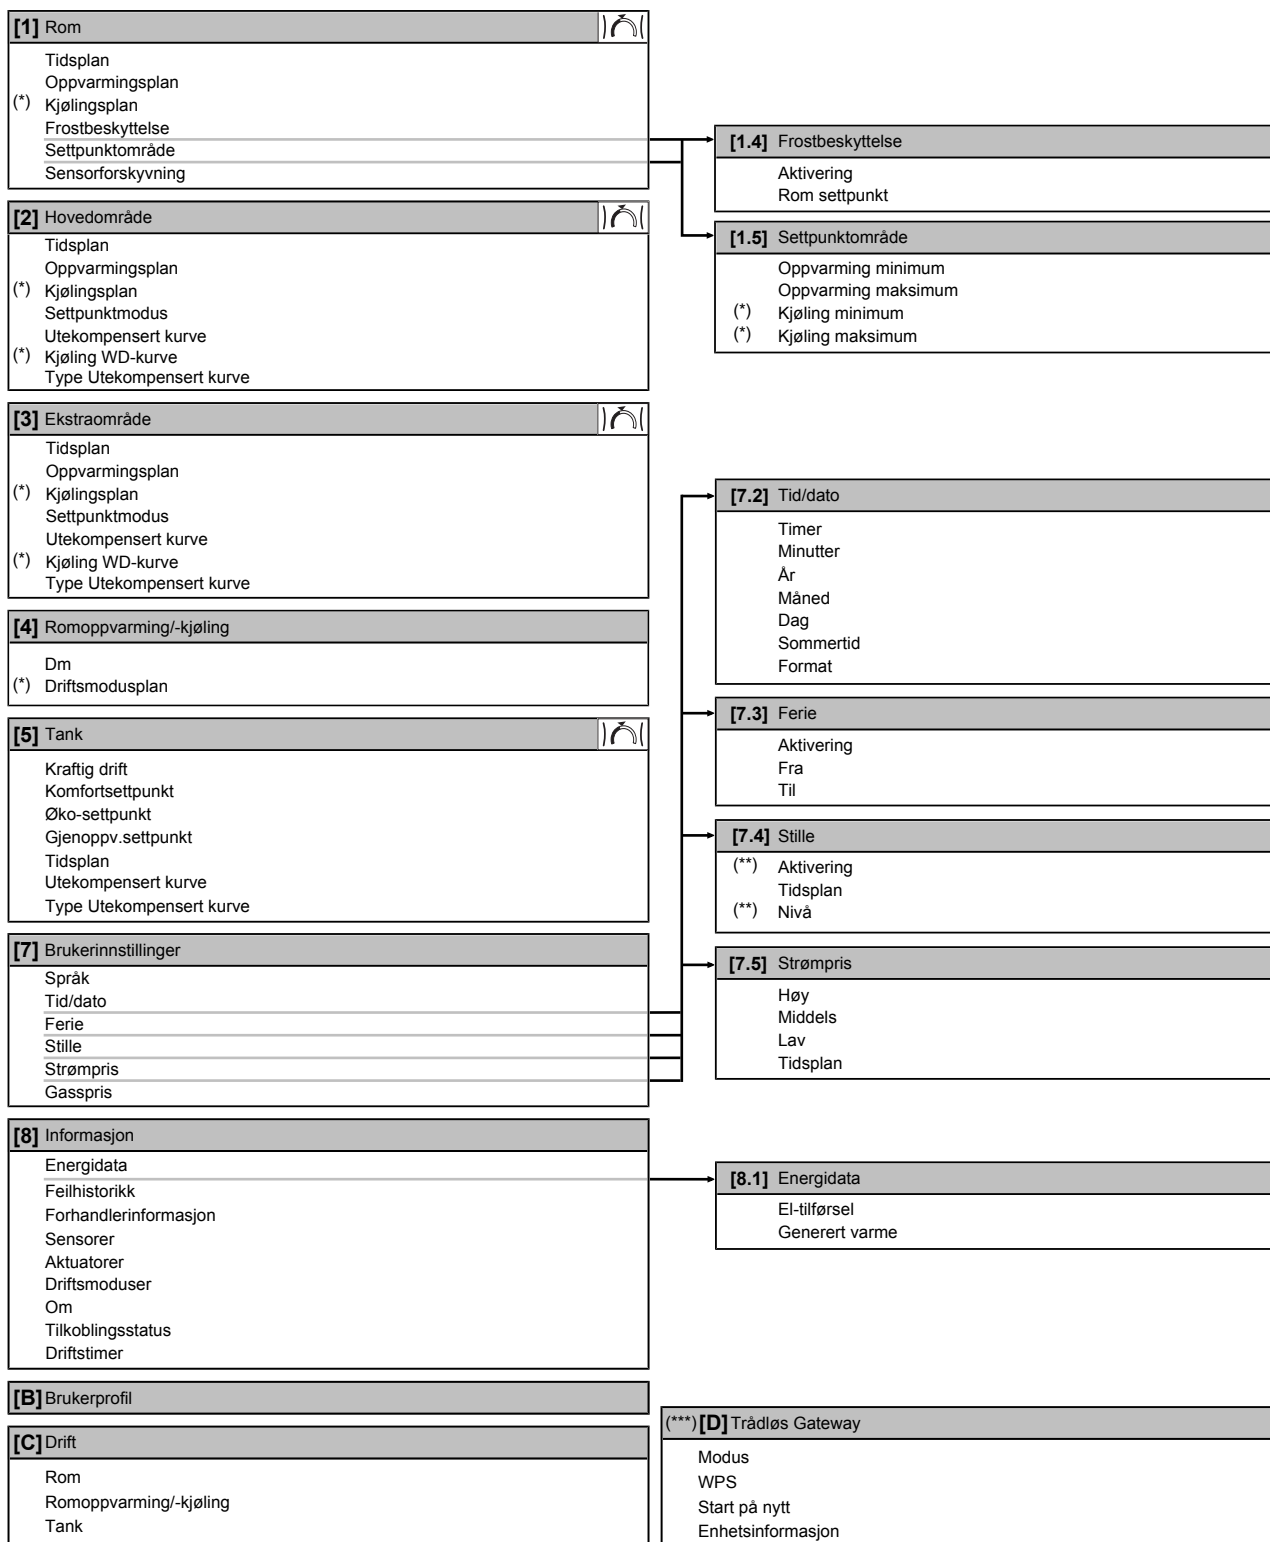 [1] Rom
Tidsplan
Oppvarmingsplan
(*) Kjølingsplan
Frostbeskyttelse
Settpunktområde
Sensorforskyvning
[1.4] Frostbeskyttelse
Aktivering
Rom settpunkt
[1.5] Settpunktområde
Oppvarming minimum
Oppvarming maksimum
(*) Kjøling minimum
(*) Kjøling maksimum
[2] Hovedområde
Tidsplan
Oppvarmingsplan
(*) Kjølingsplan
Settpunktmodus
Utekompensert kurve
(*) Kjøling WD-kurve
Type Utekompensert kurve
[3] Ekstraområde
Tidsplan
Oppvarmingsplan
(*) Kjølingsplan
Settpunktmodus
Utekompensert kurve
(*) Kjøling WD-kurve
Type Utekompensert kurve
[4] Romoppvarming/-kjøling
Dm
(*) Driftsmodusplan
[5] Tank
Kraftig drift
Komfortsettpunkt
Øko-settpunkt
Gjenoppv.settpunkt
Tidsplan
Utekompensert kurve
Type Utekompensert kurve
[7] Brukerinnstillinger
Språk
Tid/dato
Ferie
Stille
Strømpris
Gasspris
[7.2] Tid/dato
Timer
Minutter
År
Måned
Dag
Sommertid
Format
[7.3] Ferie
Aktivering
Fra
Til
[7.4] Stille
(**) Aktivering
Tidsplan
(**) Nivå
[7.5] Strømpris
Høy
Middels
Lav
Tidsplan
[8] Informasjon
Energidata
Feilhistorikk
Forhandlerinformasjon
Sensorer
Aktuatorer
Driftsmoduser
Om
Tilkoblingsstatus
Driftstimer
[8.1] Energidata
El-tilførsel
Generert varme
[B] Brukerprofil
[C] Drift
Rom
Romoppvarming/-kjøling
Tank
(***) [D] Trådløs Gateway
Modus
WPS
Start på nytt
Enhetsinformasjon